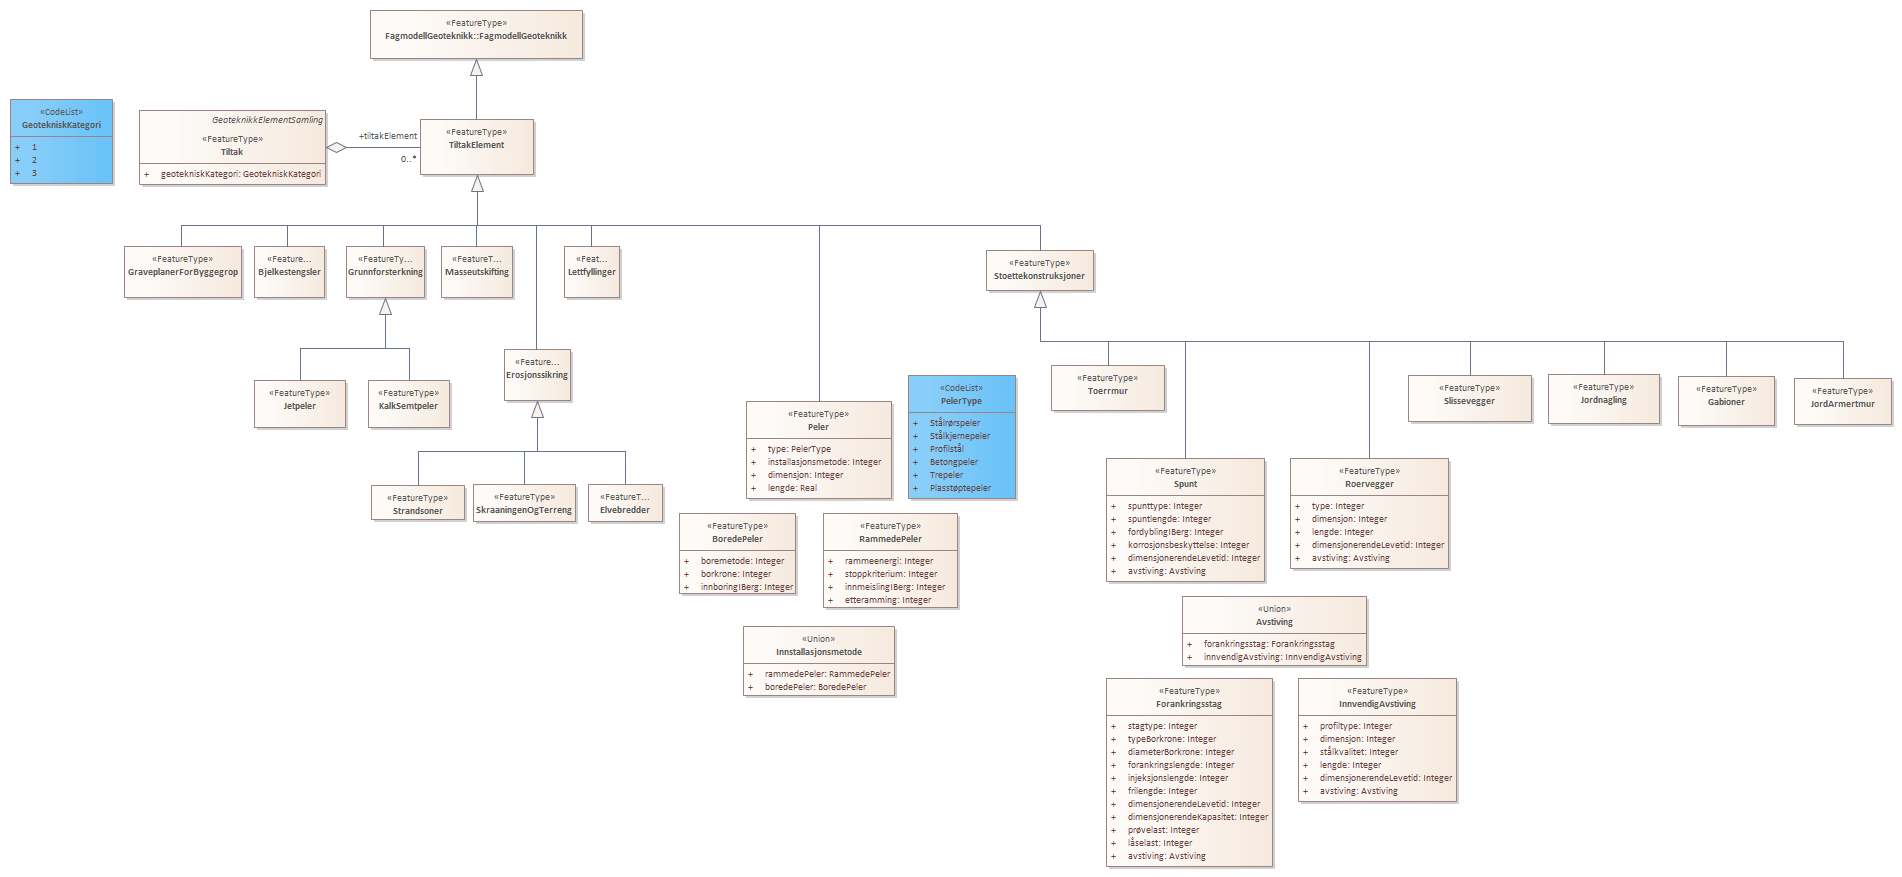 «FeatureType»
FagmodellGeoteknikk::FagmodellGeoteknikk
«CodeList»
GeotekniskKategori
+ 1
+ 2
+ 3
GeoteknikkElementSamling
«FeatureType»
Tiltak
+ geotekniskKategori: GeotekniskKategori
+tiltakElement
0..*
«FeatureType»
TiltakElement
«FeatureType»
GraveplanerForByggegrop
«Feature...
Bjelkestengsler
«FeatureTy...
Grunnforsterkning
«FeatureT...
Masseutskifting
«Feat...
Lettfyllinger
«FeatureType»
Stoettekonstruksjoner
«FeatureType»
Jetpeler
«FeatureType»
KalkSemtpeler
«Feature...
Erosjonssikring
«FeatureType»
Strandsoner
«FeatureType»
SkraaningenOgTerreng
«FeatureT...
Elvebredder
«FeatureType»
Peler
+ type: PelerType
+ installasjonsmetode: Integer
+ dimensjon: Integer
+ lengde: Real
«CodeList»
PelerType
+ Stålrørspeler
+ Stålkjernepeler
+ Profilstål
+ Betongpeler
+ Trepeler
+ Plasstøptepeler
«FeatureType»
Toerrmur
«FeatureType»
Slissevegger
«FeatureType»
Jordnagling
«FeatureType»
Gabioner
«FeatureType»
JordArmertmur
«FeatureType»
Spunt
+ spunttype: Integer
+ spuntlengde: Integer
+ fordyblingIBerg: Integer
+ korrosjonsbeskyttelse: Integer
+ dimensjonerendeLevetid: Integer
+ avstiving: Avstiving
«FeatureType»
Roervegger
+ type: Integer
+ dimensjon: Integer
+ lengde: Integer
+ dimensjonerendeLevetid: Integer
+ avstiving: Avstiving
«FeatureType»
BoredePeler
+ boremetode: Integer
+ borkrone: Integer
+ innboringIBerg: Integer
«FeatureType»
RammedePeler
+ rammeenergi: Integer
+ stoppkriterium: Integer
+ innmeislingIBerg: Integer
+ etteramming: Integer
«Union»
Innstallasjonsmetode
+ rammedePeler: RammedePeler
+ boredePeler: BoredePeler
«Union»
Avstiving
+ forankringsstag: Forankringsstag
+ innvendigAvstiving: InnvendigAvstiving
«FeatureType»
Forankringsstag
+ stagtype: Integer
+ typeBorkrone: Integer
+ diameterBorkrone: Integer
+ forankringslengde: Integer
+ injeksjonslengde: Integer
+ frilengde: Integer
+ dimensjonerendeLevetid: Integer
+ dimensjonerendeKapasitet: Integer
+ prøvelast: Integer
+ låselast: Integer
+ avstiving: Avstiving
«FeatureType»
InnvendigAvstiving
+ profiltype: Integer
+ dimensjon: Integer
+ stålkvalitet: Integer
+ lengde: Integer
+ dimensjonerendeLevetid: Integer
+ avstiving: Avstiving